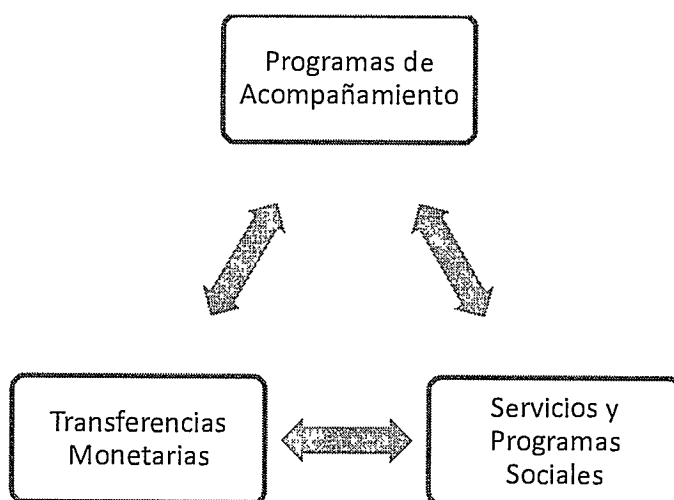 Programas de
Acompañamiento
Transferencias
Monetarias
Servicios y
Programas
Sociales